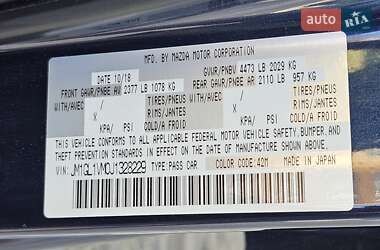 auto RIA
MFG. BY MAZDA MOTOR CORPORATION
DATE 10/18 GVWR/PNBV 4473 LB 2029 KG
FRONT GAWR/PNBE AV 2377 LB 1078 KG REAR GAWR/PNBE AR 2110 LB 957 KG
WITH/AVEC TIRES/PNEUS WITH/AVEC TIRES/PNEUS
X RIMS/JANTES X RIMS/JANTES
KPA/ PSI COLD/A FROID KPA/ PSI COLD/A FROID
THIS VEHICLE CONFORMS TO ALL APPLICABLE FEDERAL MOTOR VEHICLE SAFETY, BUMPER, AND
THEFT PREVENTION STANDARDS IN EFFECT ON THE DATE OF MANUFACTURE SHOWN ABOVE.
VIN: JM1GL1VM0J1328229 TYPE: PASS CAR COLOR CODE: 42M MADE IN JAPAN